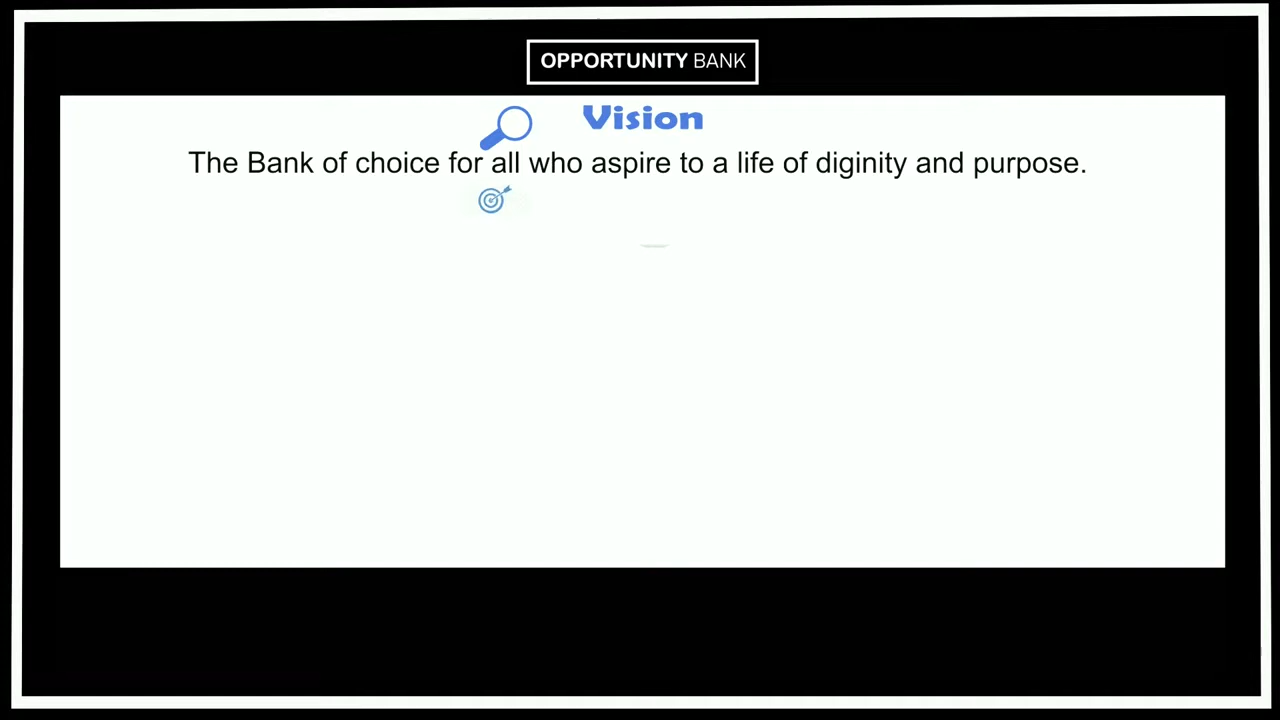 OPPORTUNITY BANK
Vision
The Bank of choice for all who aspire to a life of diginity and purpose.